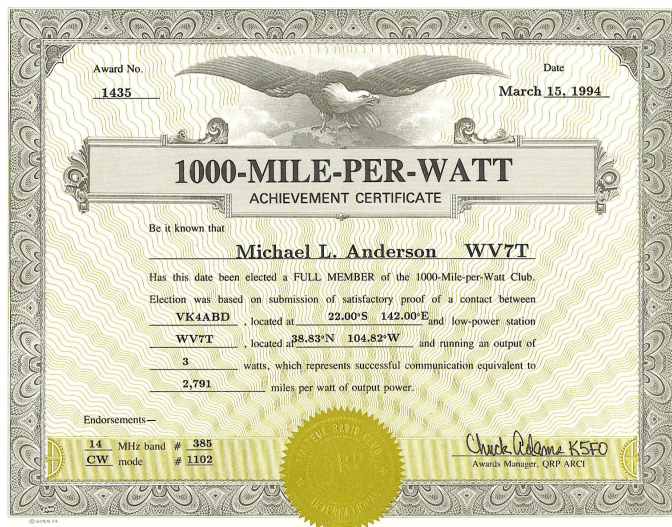 Award No.
1435
Date
March 15, 1994
1000-MILE-PER-WATT
ACHIEVEMENT CERTIFICATE
Be it known that
Michael L. Anderson WV7T
Has this date been elected a FULL MEMBER of the 1000-Mile-per-Watt Club.
Election was based on submission of satisfactory proof of a contact between
VK4ABD , located at 22.00°S 142.00°E and low-power station
WV7T , located at 38.83°N 104.82°W and running an output of
3 watts, which represents successful communication equivalent to
2,791 miles per watt of output power.
Endorsements—
14 MHz band # 385
CW mode # 1102
Chuck Adams K5FO
Awards Manager, QRP ARCI